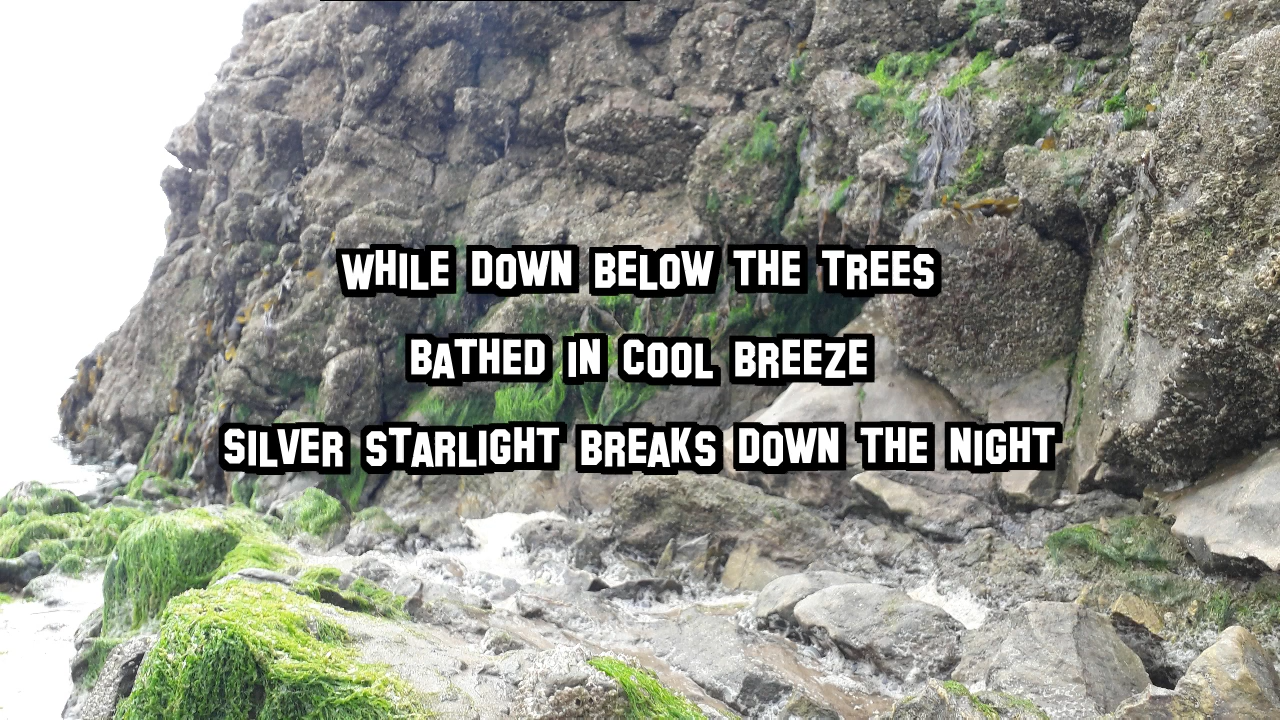 WHILE DOWN BELOW THE TREES
BATHED IN COOL BREEZE
SILVER STARLIGHT BREAKS DOWN THE NIGHT